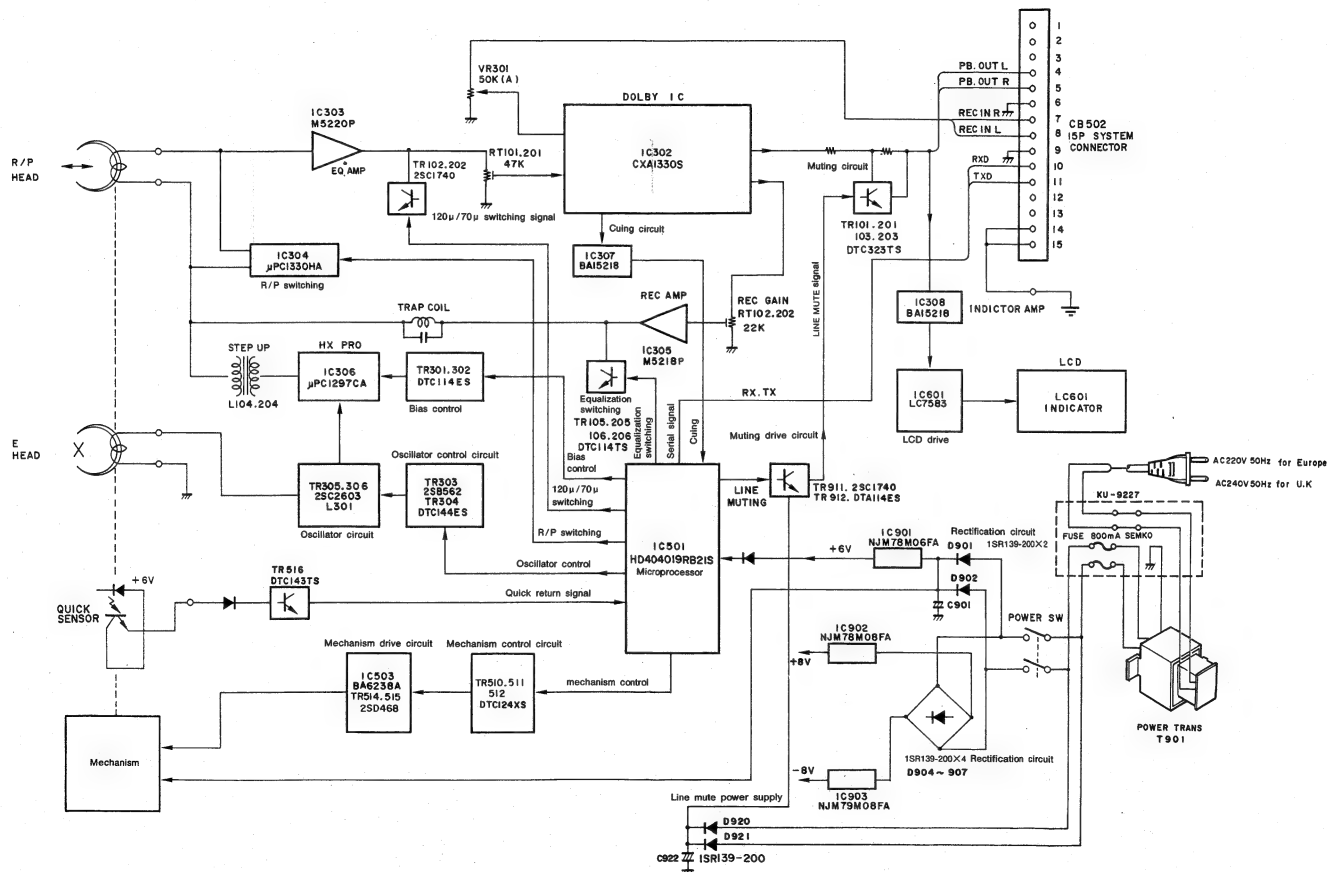 R/P
HEAD
IC303
M5220P
EQ. AMP
TR102.202
2SC1740
RT101.201
47K
120µ/70µ switching signal
VR301
50K(A)
DOLBY IC
IC302
CXA1330S
Muting circuit
TR101.201
103.203
DTC323TS
PB.OUT L
PB.OUT R
REC IN R
REC IN L
RXD
TXD
1
2
3
4
5
6
7
8
9
10
11
12
13
14
15
CB502
15P SYSTEM
CONNECTOR
IC304
µPC1330HA
R/P switching
Cuing circuit
IC307
BA15218
TRAP COIL
REC AMP
IC305
M5218P
REC GAIN
RT102.202
22K
LINE MUTE signal
IC308
BA15218
INDICTOR AMP
STEP UP
L104.204
HX PRO
IC306
µPC1297CA
TR301.302
DTC114ES
Bias control
Equalization
switching
TR105.205
106.206
DTC114TS
Equalization
switching
Serial signal
Cuing
RX.TX
Muting drive circuit
IC601
LC7583
LCD drive
LCD
LC601
INDICATOR
E
HEAD
TR305.306
2SC2603
L301
Oscillator circuit
Oscillator control circuit
TR303
2SB562
TR304
DTC144ES
Bias
control
120µ/70µ
switching
R/P switching
Oscillator control
Quick return signal
IC501
HD404019RB21S
Microprocessor
LINE
MUTING
TR911. 2SC1740
TR912. DTA114ES
AC220V 50Hz for Europe
AC240V 50Hz for U.K
KU-9227
FUSE 800mA SEMKO
+6V
IC901
NJM78M06FA
Rectification circuit
1SR139-200X2
D901
D902
C901
POWER SW
QUICK
SENSOR
+6V
TR516
DTC143TS
IC902
NJM78M08FA
+8V
Mechanism drive circuit
IC503
BA6238A
TR514.515
2SD468
Mechanism control circuit
TR510.511
512
DTC124XS
mechanism control
POWER TRANS
T901
Mechanism
1SR139-200X4 Rectification circuit
D904~907
-8V
IC903
NJM79M08FA
Line mute power supply
D920
D921
C922
1SR139-200